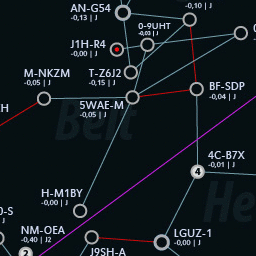 AN-G54
-0,13 | J
-0,10 | J
0-9UHT
-0,03 | J
J1H-R4
-0,00 | J
-0,0
M-NKZM
-0,05 | J
T-Z6J2
-0,15 | J
BF-SDP
-0,04 | J
5WAE-M
-0,05 | J
Belt
4C-B7X
-0,01 | J
4
H-M1BY
-0,00 | J
He
NM-OEA
-0,40 | J2
2
LGUZ-1
-0,00 | J
J9SH-A